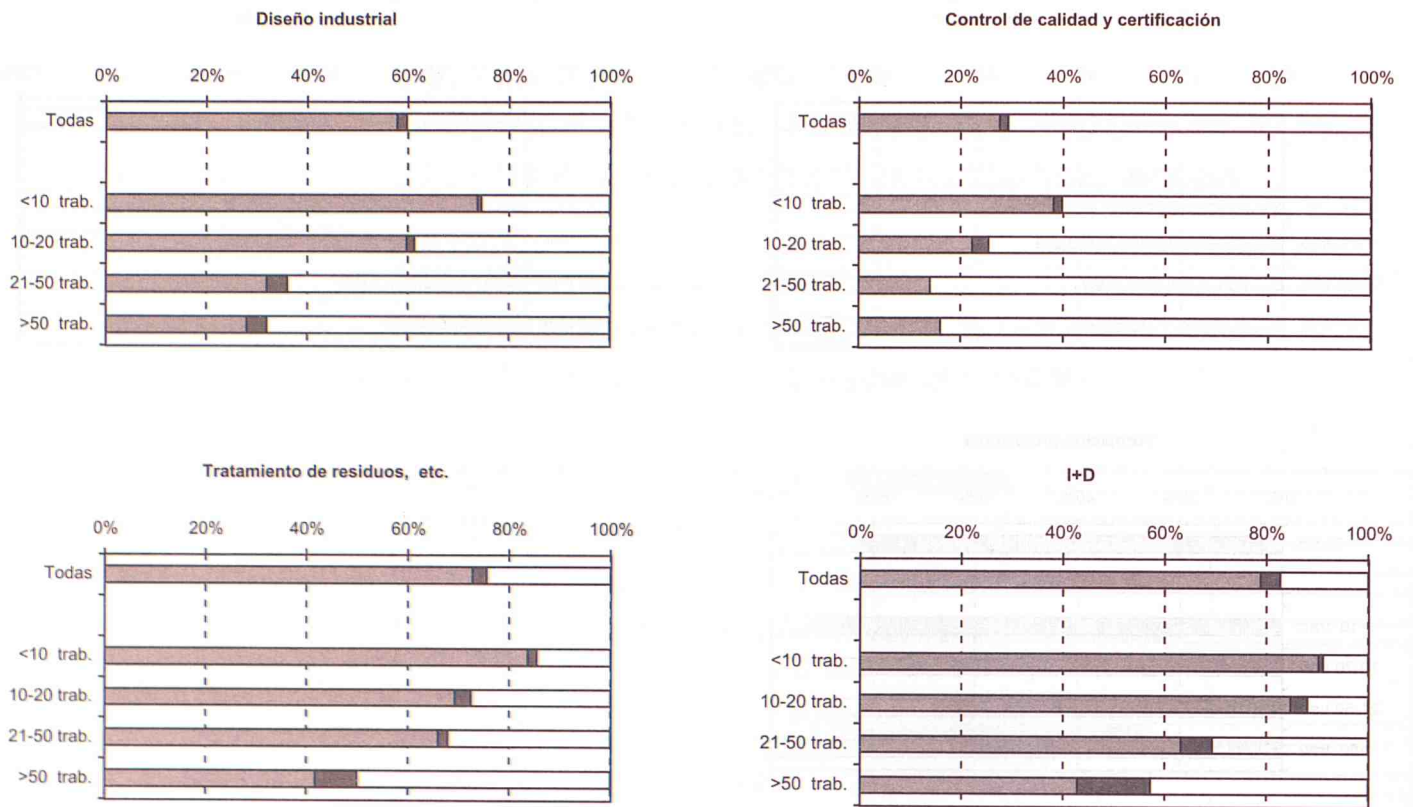 Diseño industrial
0% 20% 40% 60% 80% 100%
Todas
<10 trab.
10-20 trab.
21-50 trab.
>50 trab.
Control de calidad y certificación
0% 20% 40% 60% 80% 100%
Todas
<10 trab.
10-20 trab.
21-50 trab.
>50 trab.
Tratamiento de residuos, etc.
0% 20% 40% 60% 80% 100%
Todas
<10 trab.
10-20 trab.
21-50 trab.
>50 trab.
I+D
0% 20% 40% 60% 80% 100%
Todas
<10 trab.
10-20 trab.
21-50 trab.
>50 trab.